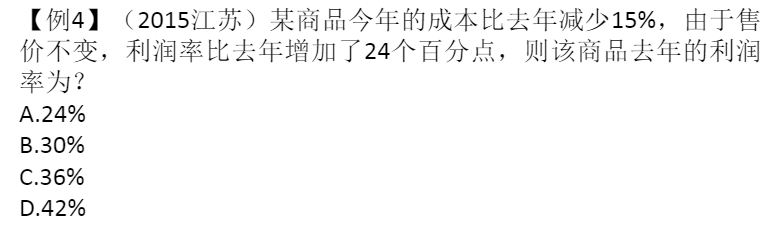 【例4】（2015江苏）某商品今年的成本比去年减少15%，由于售
价不变，利润率比去年增加了24个百分点，则该商品去年的利润
率为？
A.24%
B.30%
C.36%
D.42%